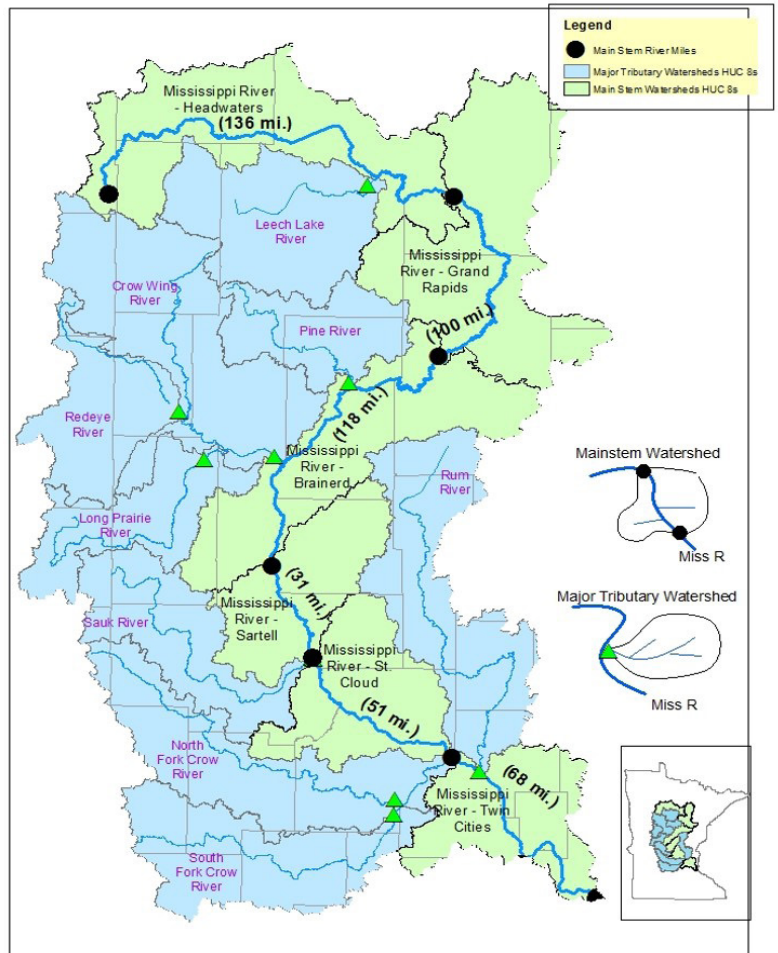 Legend
Main Stem River Miles
Major Tributary Watersheds HUC 8s
Main Stem Watersheds HUC 8s
Mississippi River
- Headwaters
(136 mi.)
Leech Lake
River
Mississippi
River - Grand
Rapids
Crow Wing
River
(100 mi.)
Pine River
(118 mi.)
Redeye
River
Mississippi
River -
Brainerd
Rum
River
Mainstem Watershed
Miss R
Long Prairie
River
(31 mi.)
Major Tributary Watershed
Miss R
Sauk River
Mississippi
River -
Sartell
Mississippi
River - St.
Cloud
(51 mi.)
North
Fork Crow
River
(68 mi.)
Mississippi
River - Twin
Cities
South
Fork Crow
River